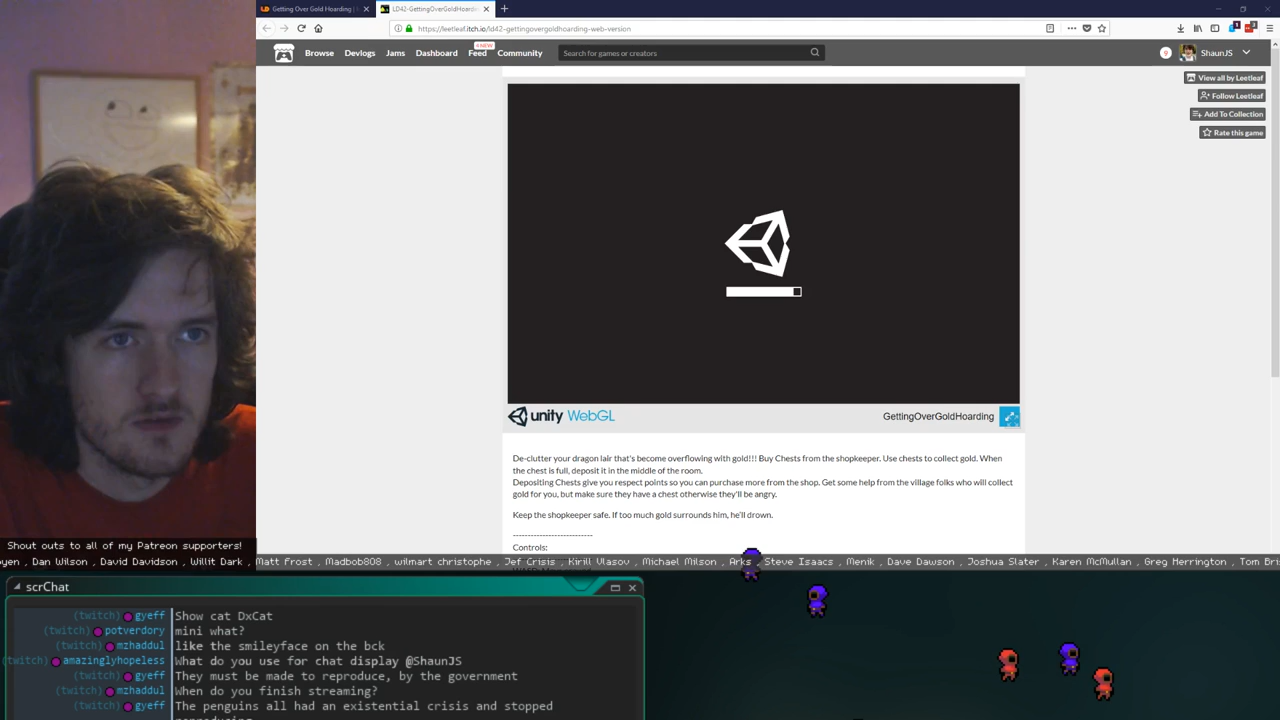 Getting Over Gold Hoarding |
LD42-GettingOverGoldHoardin
https://leetleaf.itch.io/ld42-gettingovergoldhoarding-web-version
Browse
Devlogs
Jams
Dashboard
Feed
Community
Search for games or creators
9
ShaunJS
View all by Leetleaf
Follow Leetleaf
Add To Collection
Rate this game
unity WebGL
GettingOverGoldHoarding
De-clutter your dragon lair that's become overflowing with gold!!! Buy Chests from the shopkeeper. Use chests to collect gold. When
the chest is full, deposit it in the middle of the room.
Depositing Chests give you respect points so you can purchase more from the shop. Get some help from the village folks who will collect
gold for you, but make sure they have a chest otherwise they'll be angry.
Keep the shopkeeper safe. If too much gold surrounds him, he'll drown.
---------------------------
Controls:
Shout outs to all of my Patreon supporters!
oyen , Dan Wilson , David Davidson , Willit Dark , Matt Frost , Madbob808 , wilmart christophe , Jef Crisis , Kirill Vlasov , Michael Milson , Arks , Steve Isaacs , Menik , Dave Dawson , Joshua Slater , Karen McMullan , Greg Herrington , Tom Bris
scrChat
(twitch) gyeff Show cat DxCat
(twitch) potverdory mini what?
(twitch) mzhaddul like the smileyface on the bck
(twitch) amazinglyhopeless What do you use for chat display @ShaunJS
(twitch) gyeff They must be made to reproduce, by the government
(twitch) mzhaddul When do you finish streaming?
(twitch) gyeff The penguins all had an existential crisis and stopped